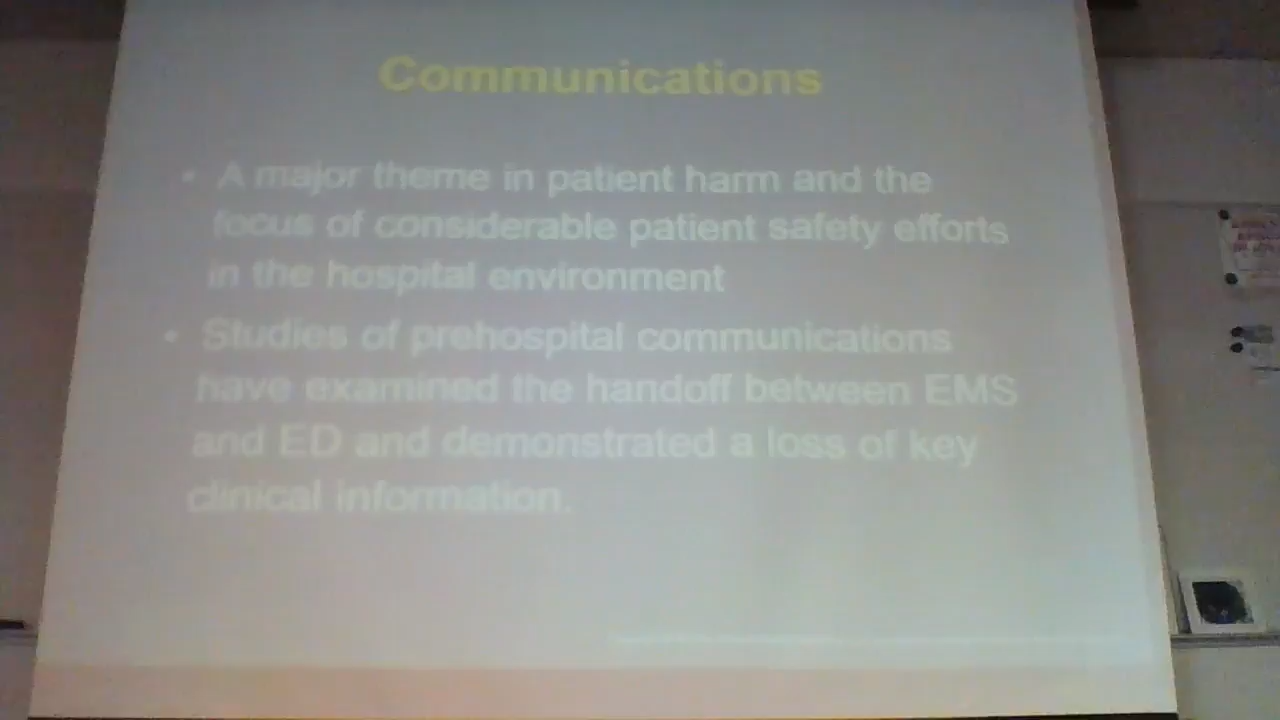 Communications
• A major theme in patient harm and the
focus of considerable patient safety efforts
in the hospital environment
• Studies of prehospital communications
have examined the handoff between EMS
and ED and demonstrated a loss of key
clinical information.